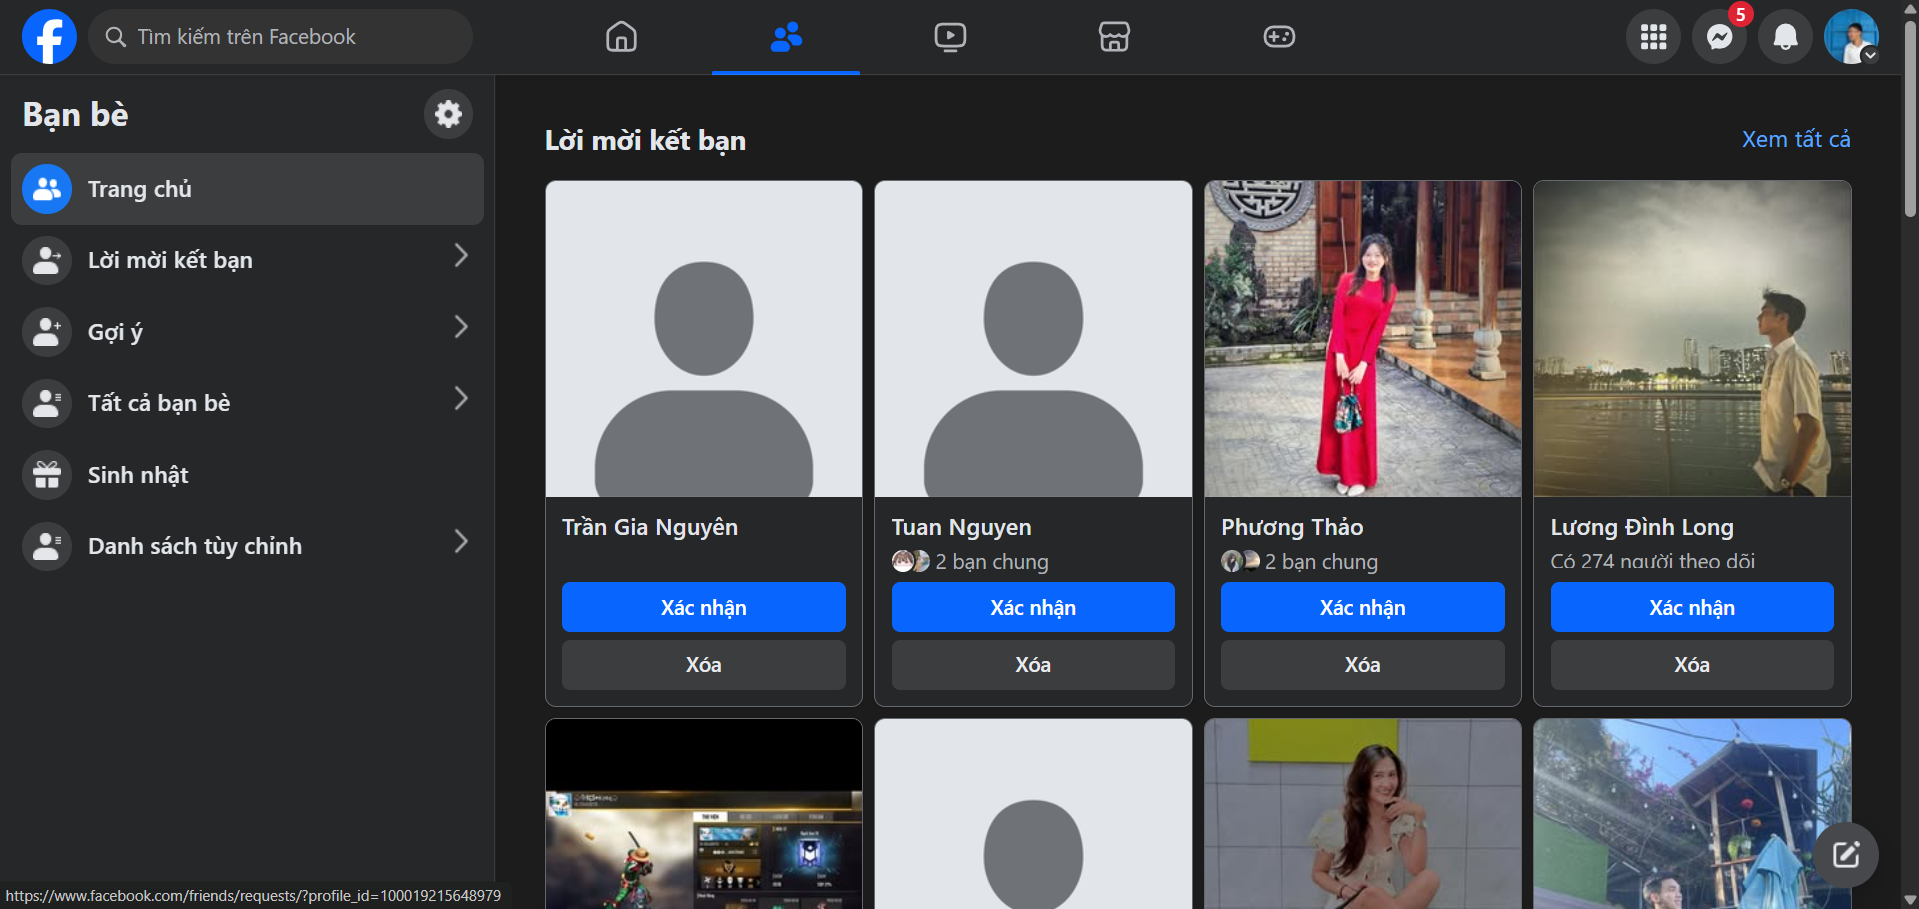 Tìm kiếm trên Facebook
5
Bạn bè
Trang chủ
Lời mời kết bạn
Gợi ý
Tất cả bạn bè
Sinh nhật
Danh sách tùy chỉnh
Lời mời kết bạn
Xem tất cả
Trần Gia Nguyên
Xác nhận
Xóa
Tuan Nguyen
2 bạn chung
Xác nhận
Xóa
Phương Thảo
2 bạn chung
Xác nhận
Xóa
Lương Đình Long
Có 274 người theo dõi
Xác nhận
Xóa
https://www.facebook.com/friends/requests/?profile_id=100019215648979